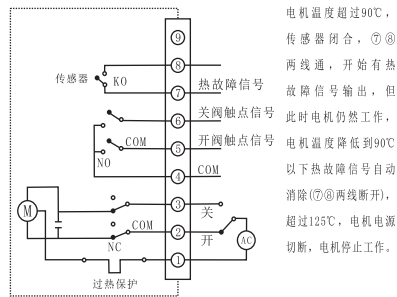 电机温度超过90℃，
传感器闭合，⑦⑧
两线通，开始有热
故障信号输出，但
此时电机仍然工作，
电机温度降低到90℃
以下热故障信号自动
消除(⑦⑧两线断开)，
超过125℃，电机电源
切断，电机停止工作。
⑨
⑧
传感器
KO
⑦
热故障信号
⑥
关阀触点信号
COM
⑤
开阀触点信号
NO
④
COM
③
关
M
COM
②
开
AC
NC
①
过热保护